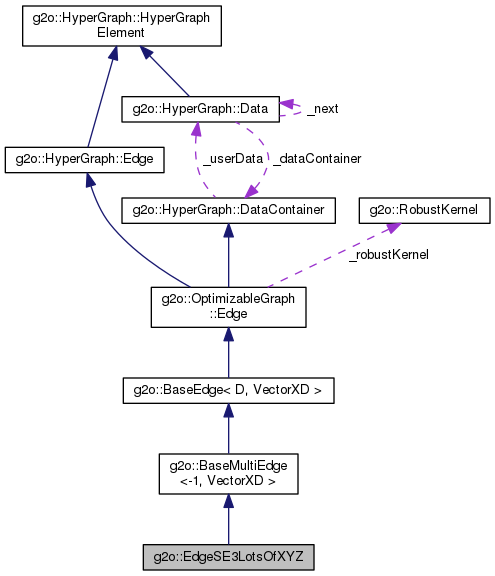 g2o::HyperGraph::HyperGraph
Element
g2o::HyperGraph::Data
_next
g2o::HyperGraph::Edge
_userData
_dataContainer
g2o::HyperGraph::DataContainer
g2o::RobustKernel
_robustKernel
g2o::OptimizableGraph
::Edge
g2o::BaseEdge< D, VectorXD >
g2o::BaseMultiEdge
<-1, VectorXD >
g2o::EdgeSE3LotsOfXYZ